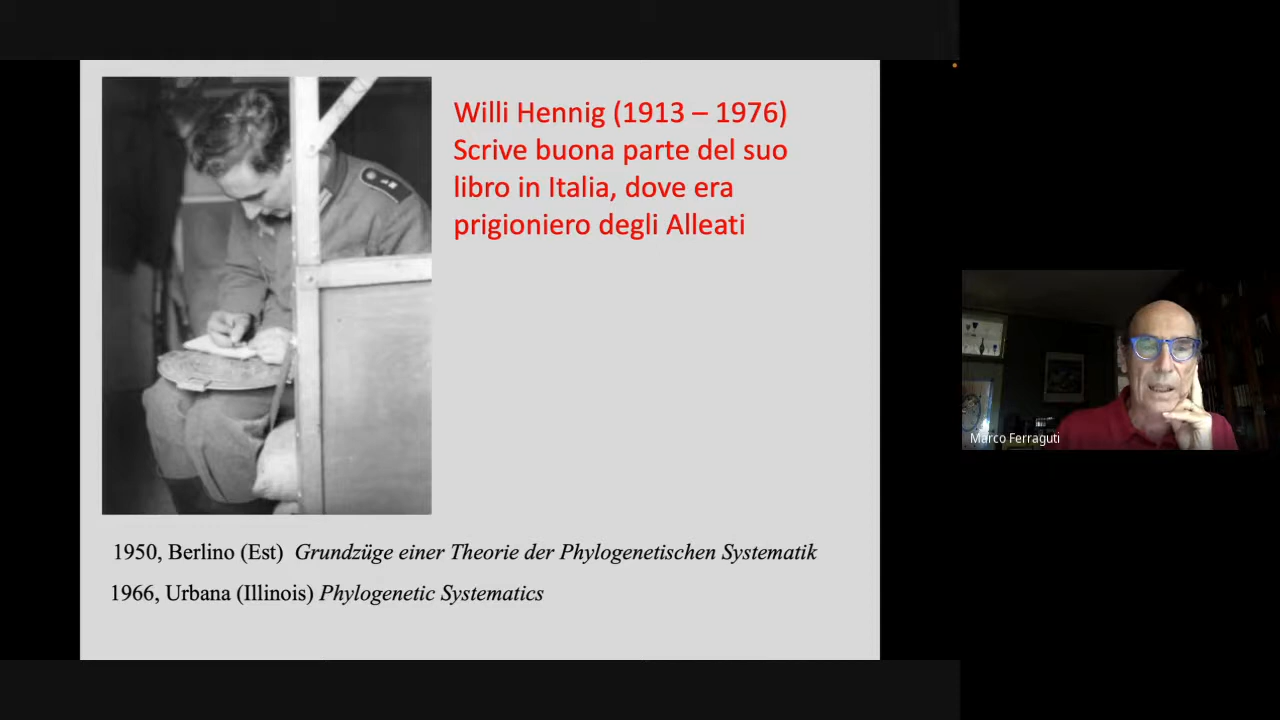 Willi Hennig (1913 – 1976)
Scrive buona parte del suo
libro in Italia, dove era
prigioniero degli Alleati
1950, Berlino (Est) Grundzüge einer Theorie der Phylogenetischen Systematik
1966, Urbana (Illinois) Phylogenetic Systematics
Marco Ferraguti